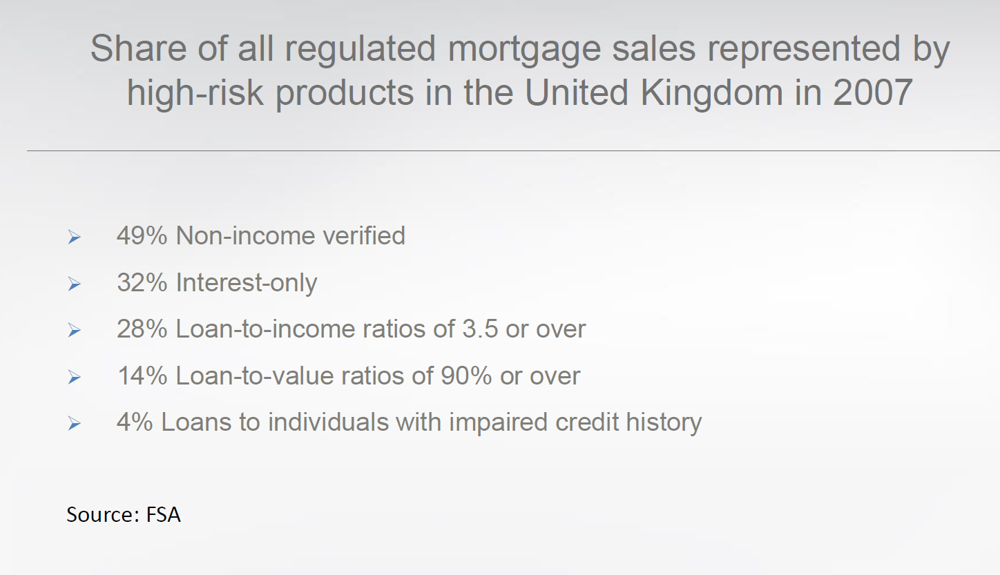 Share of all regulated mortgage sales represented by
high-risk products in the United Kingdom in 2007
49% Non-income verified
32% Interest-only
28% Loan-to-income ratios of 3.5 or over
14% Loan-to-value ratios of 90% or over
4% Loans to individuals with impaired credit history
Source: FSA